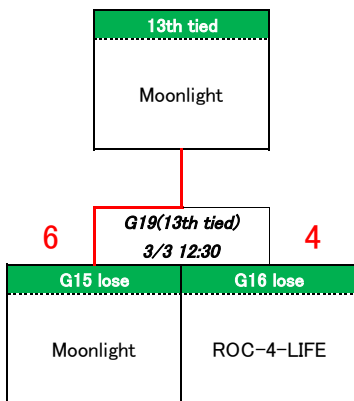 13th tied
Moonlight
G19(13th tied)
3/3 12:30
6
4
G15 lose
G16 lose
Moonlight
ROC-4-LIFE